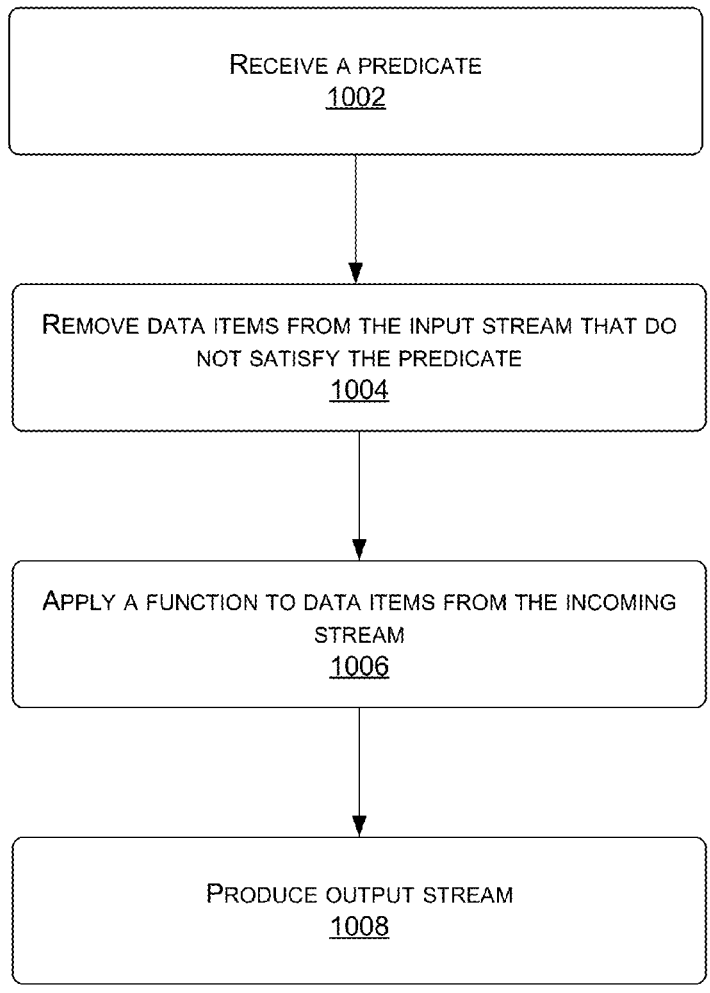 RECEIVE A PREDICATE
1002
REMOVE DATA ITEMS FROM THE INPUT STREAM THAT DO
NOT SATISFY THE PREDICATE
1004
APPLY A FUNCTION TO DATA ITEMS FROM THE INCOMING
STREAM
1006
PRODUCE OUTPUT STREAM
1008